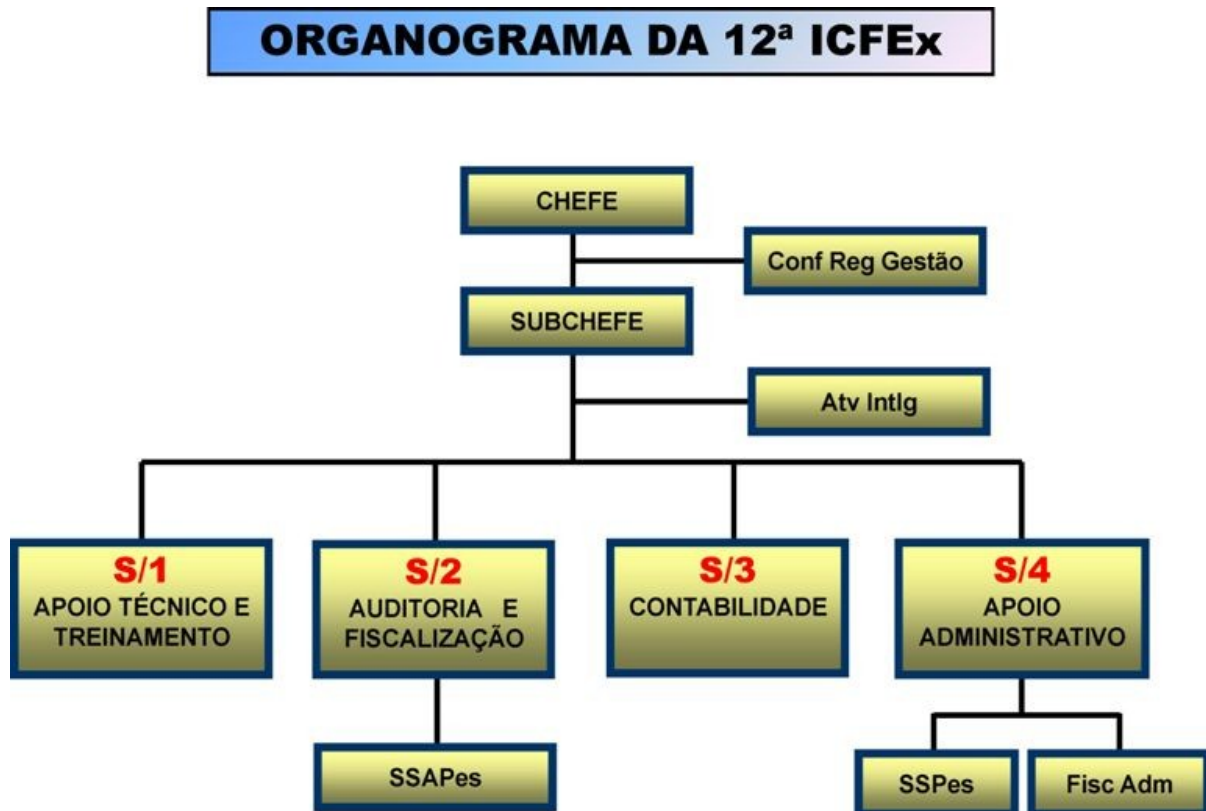 ORGANOGRAMA DA 12ª ICFEx
CHEFE
Conf Reg Gestão
SUBCHEFE
Atv Intlg
S/1
APOIO TÉCNICO E
TREINAMENTO
S/2
AUDITORIA E
FISCALIZAÇÃO
S/3
CONTABILIDADE
S/4
APOIO
ADMINISTRATIVO
SSAPes
SSPes
Fisc Adm